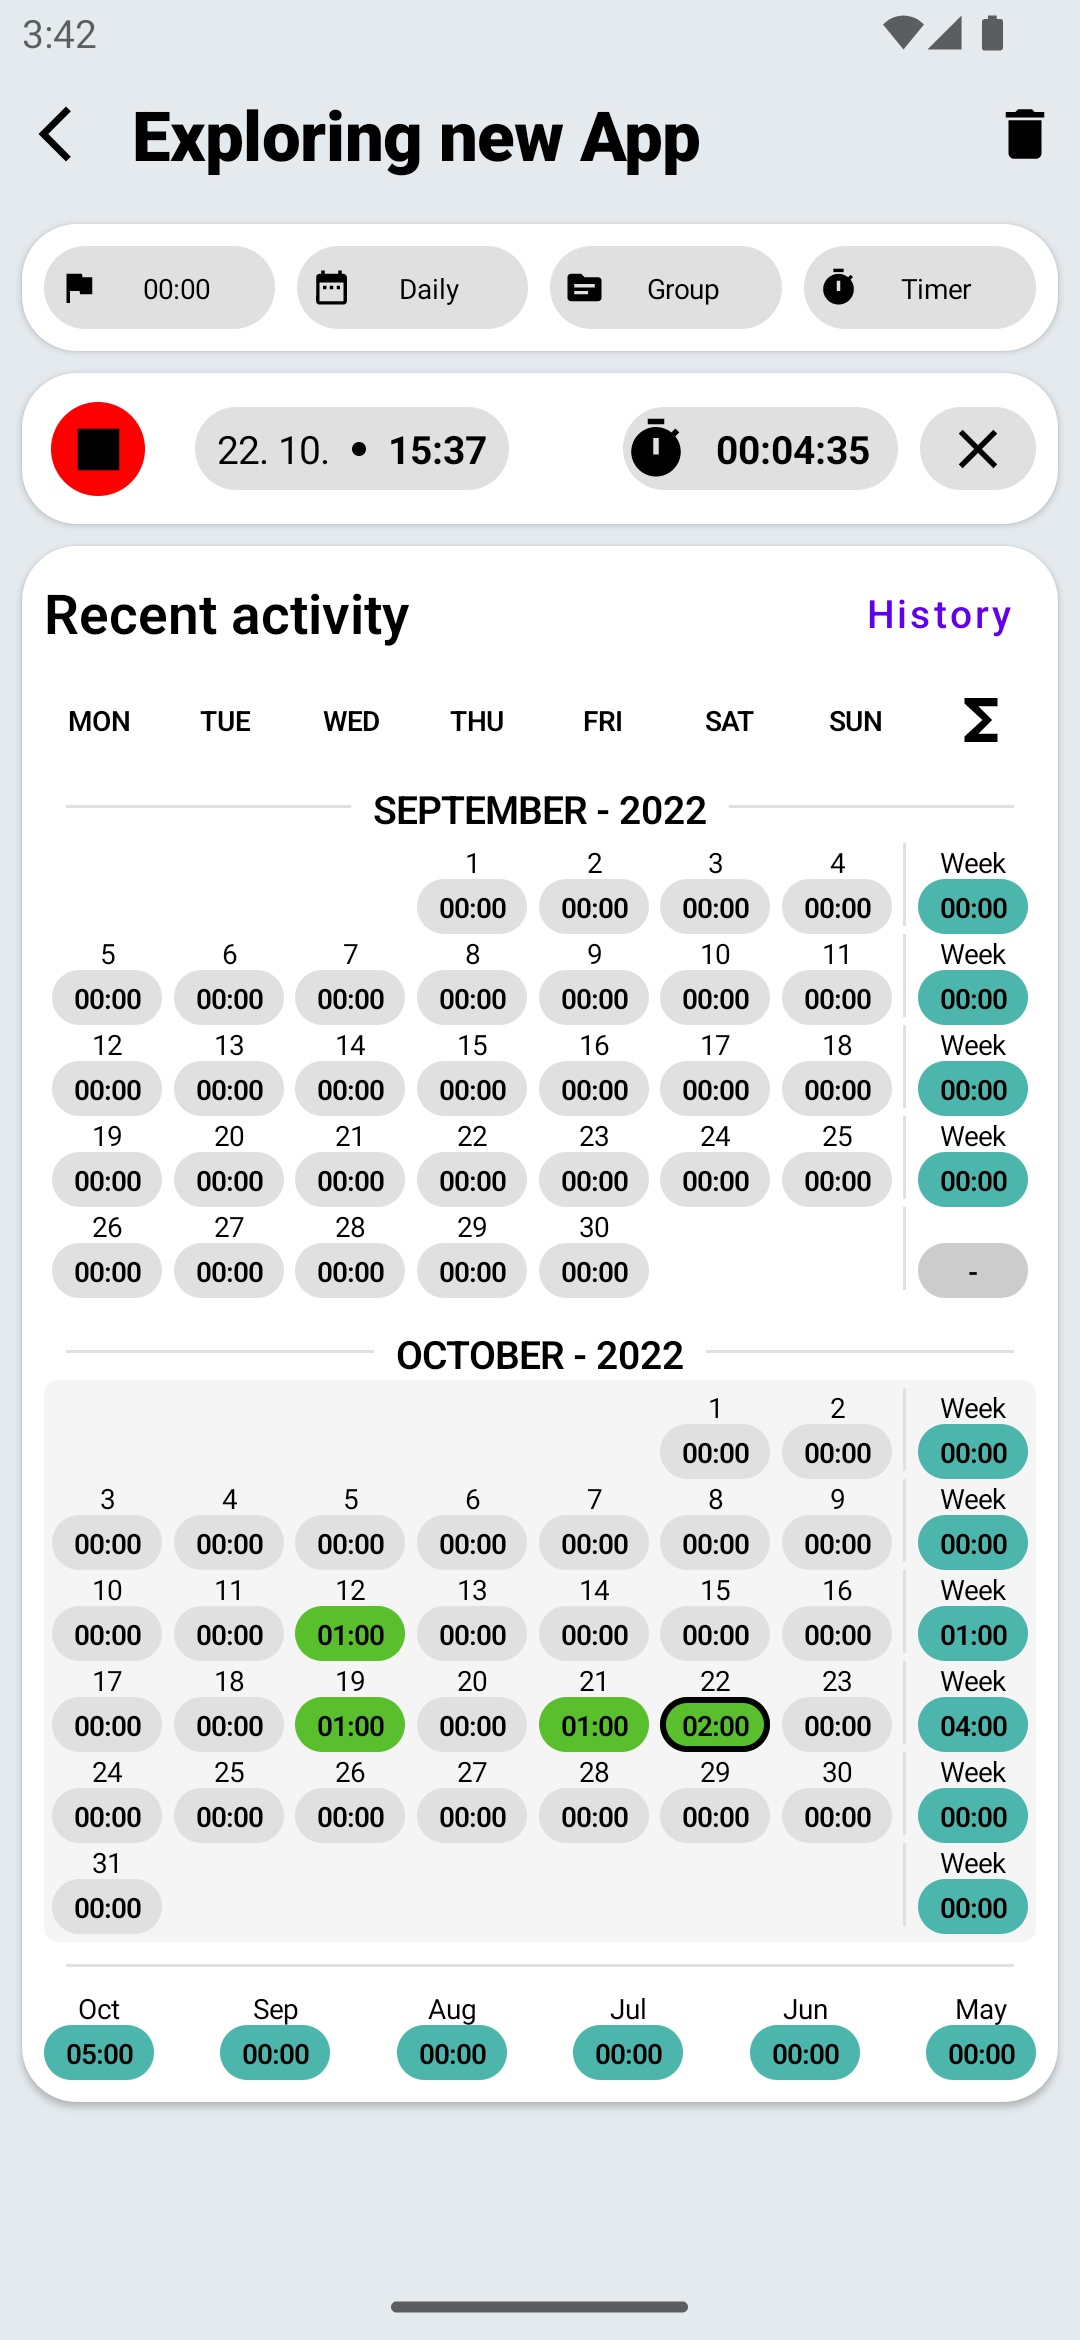 3:42
Exploring new App
00:00 Daily Group Timer
22. 10. • 15:37 00:04:35
Recent activity History
MON TUE WED THU FRI SAT SUN Σ
SEPTEMBER - 2022
1 2 3 4 Week
00:00 00:00 00:00 00:00 00:00
5 6 7 8 9 10 11 Week
00:00 00:00 00:00 00:00 00:00 00:00 00:00 00:00
12 13 14 15 16 17 18 Week
00:00 00:00 00:00 00:00 00:00 00:00 00:00 00:00
19 20 21 22 23 24 25 Week
00:00 00:00 00:00 00:00 00:00 00:00 00:00 00:00
26 27 28 29 30
00:00 00:00 00:00 00:00 00:00 -
OCTOBER - 2022
1 2 Week
00:00 00:00 00:00
3 4 5 6 7 8 9 Week
00:00 00:00 00:00 00:00 00:00 00:00 00:00 00:00
10 11 12 13 14 15 16 Week
00:00 00:00 01:00 00:00 00:00 00:00 00:00 01:00
17 18 19 20 21 22 23 Week
00:00 00:00 01:00 00:00 01:00 02:00 00:00 04:00
24 25 26 27 28 29 30 Week
00:00 00:00 00:00 00:00 00:00 00:00 00:00 00:00
31 Week
00:00 00:00
Oct Sep Aug Jul Jun May
05:00 00:00 00:00 00:00 00:00 00:00